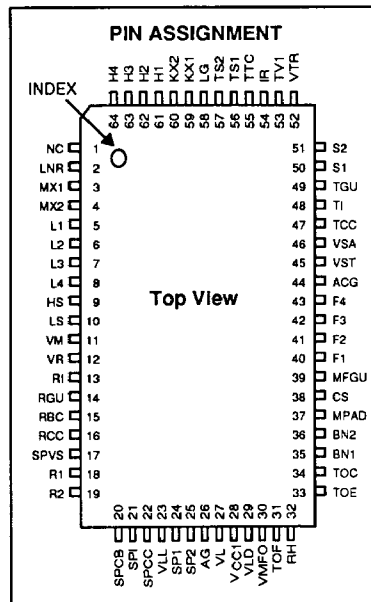 PIN ASSIGNMENT
H4 H3 H2 H1 KX2 KX1 LG TS2 TS1 TTC IR TV1 VTR
INDEX
64 63 62 61 60 59 58 57 56 55 54 53 52
NC 1 51 S2
LNR 2 50 S1
MX1 3 49 TGU
MX2 4 48 TI
L1 5 47 TCC
L2 6 46 VSA
L3 7 45 VST
L4 8 44 ACG
Top View
HS 9 43 F4
LS 10 42 F3
VM 11 41 F2
VR 12 40 F1
RI 13 39 MFGU
RGU 14 38 CS
RBC 15 37 MPAD
RCC 16 36 BN2
SPVS 17 35 BN1
R1 18 34 TOC
R2 19 33 TOE
20 21 22 23 24 25 26 27 28 29 30 31 32
SPCB SPI SPCC VLL SP1 SP2 AG VL VCC1 VLD VMFO TOF RH